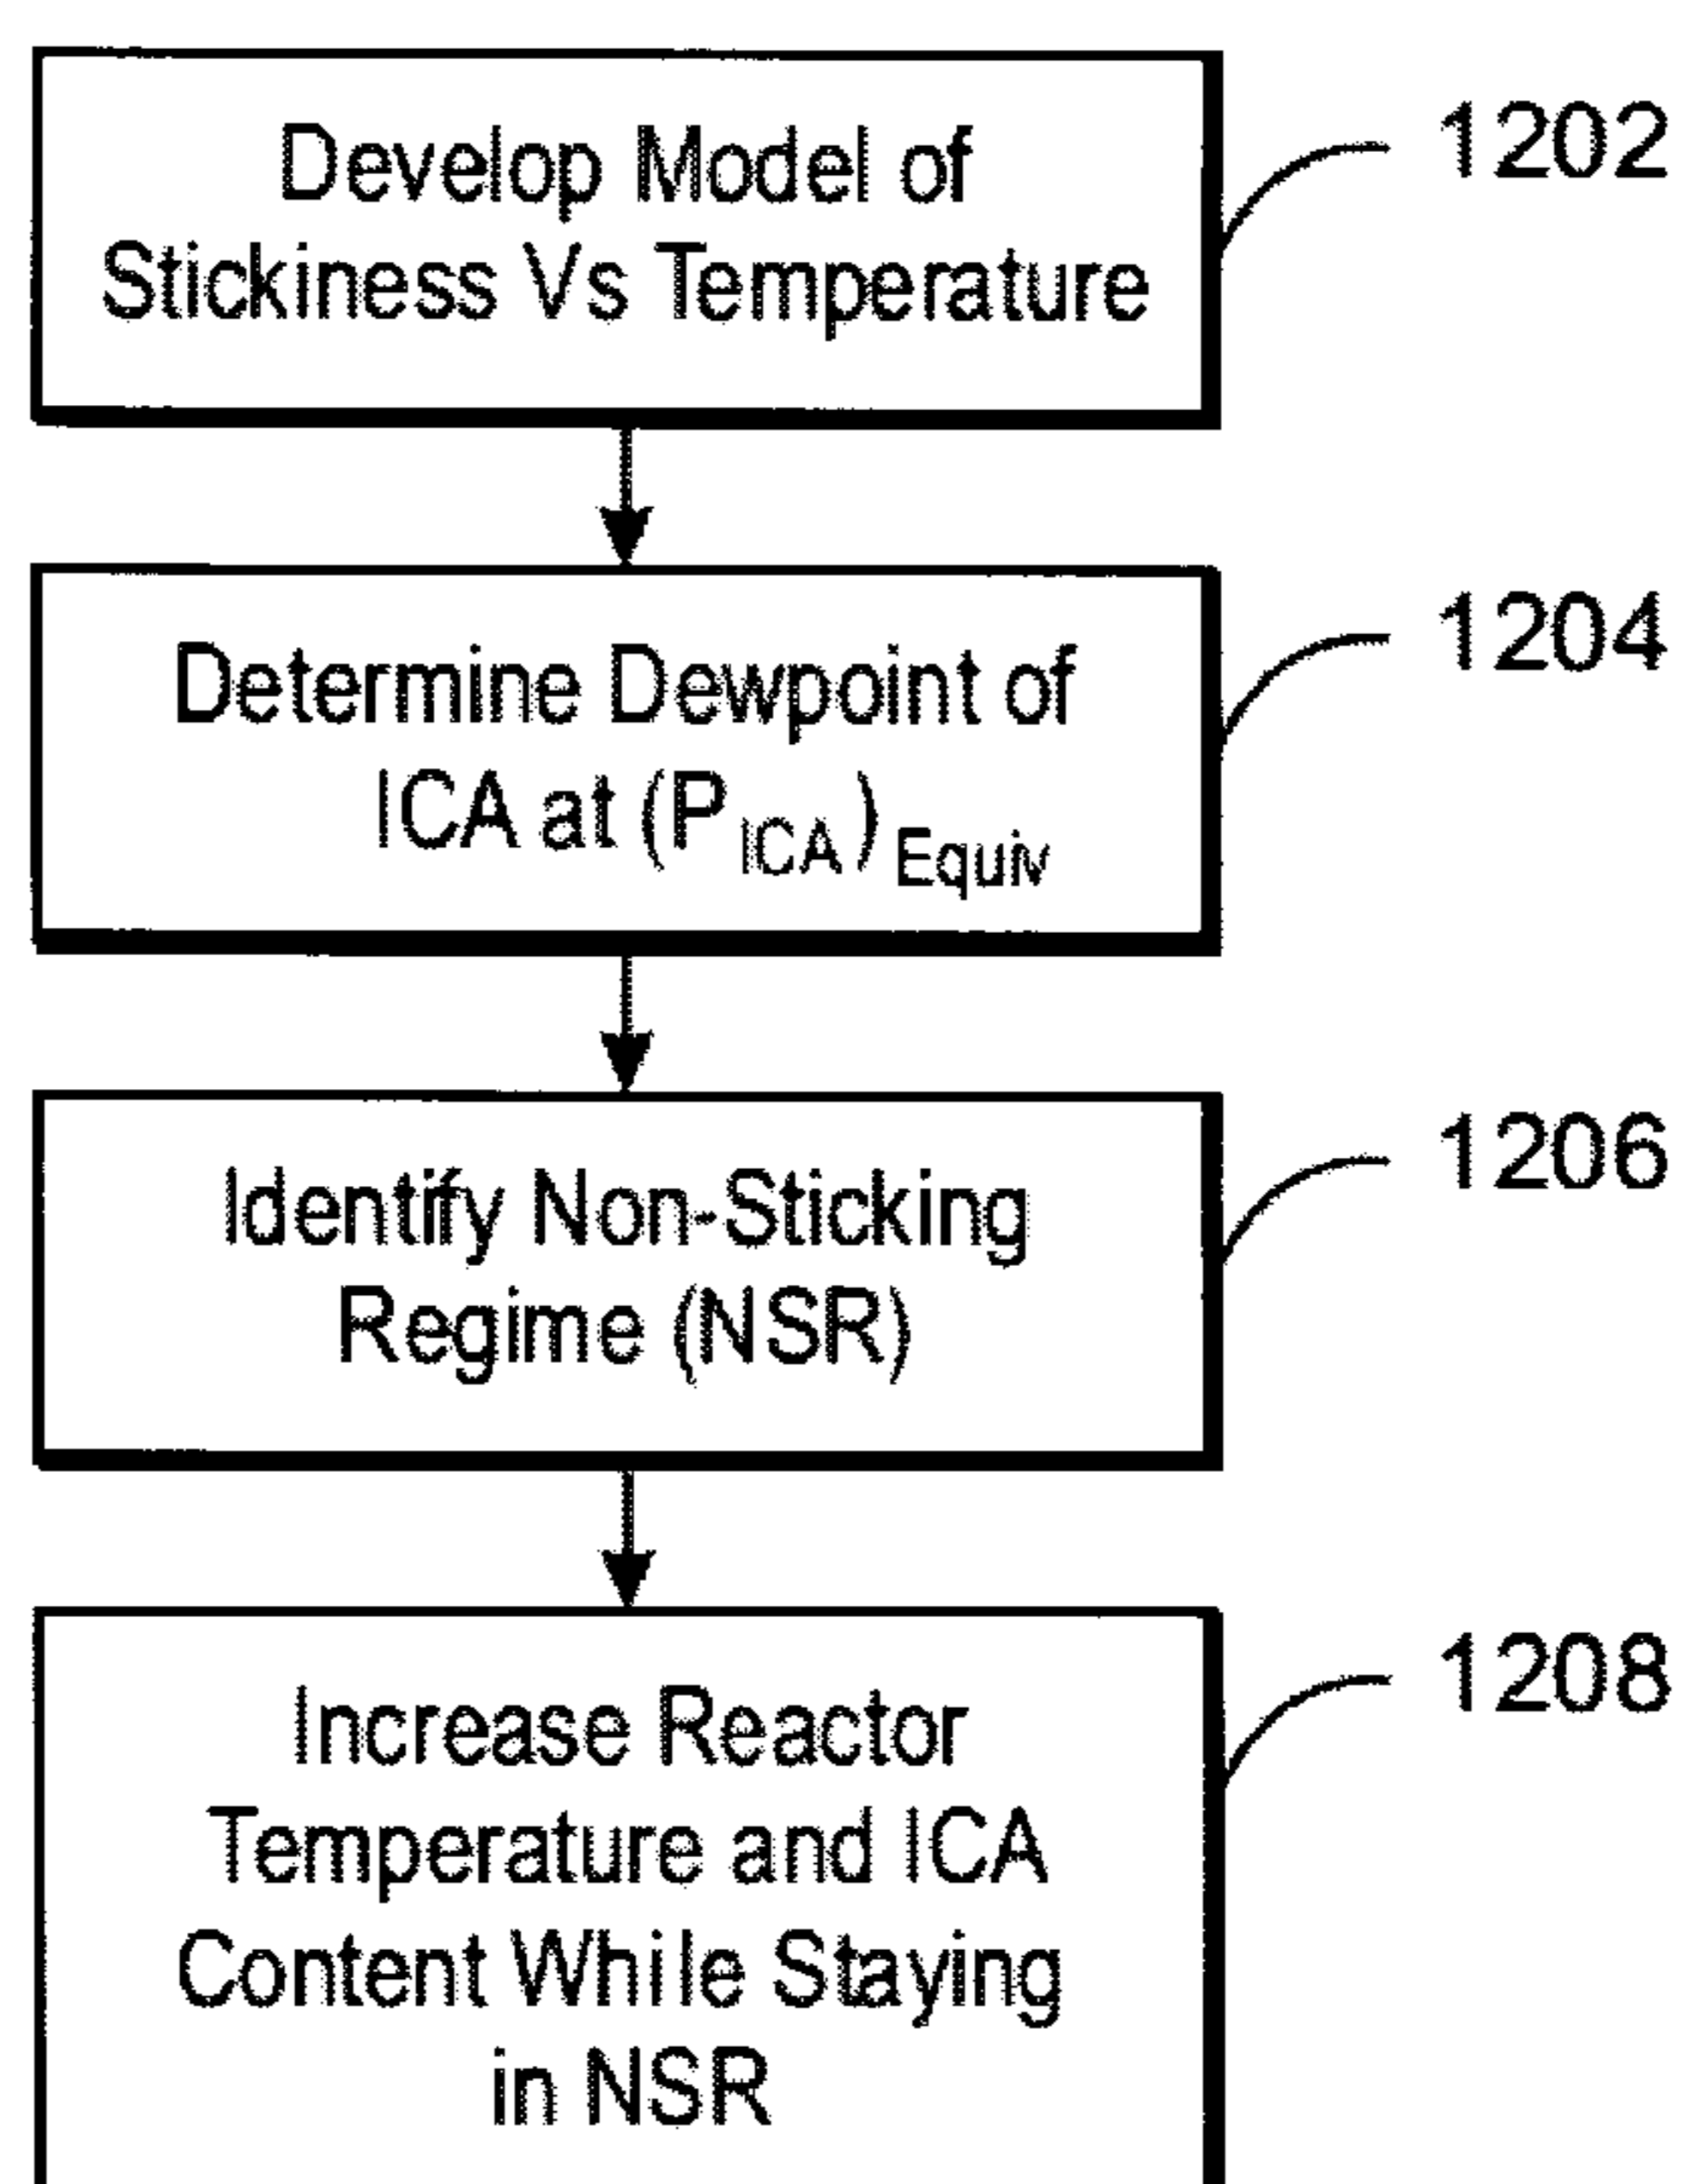 Develop Model of
Stickiness Vs Temperature
1202
Determine Dewpoint of
ICA at (P ICA) Equiv
1204
Identify Non-Sticking
Regime (NSR)
1206
Increase Reactor
Temperature and ICA
Content While Staying
in NSR
1208